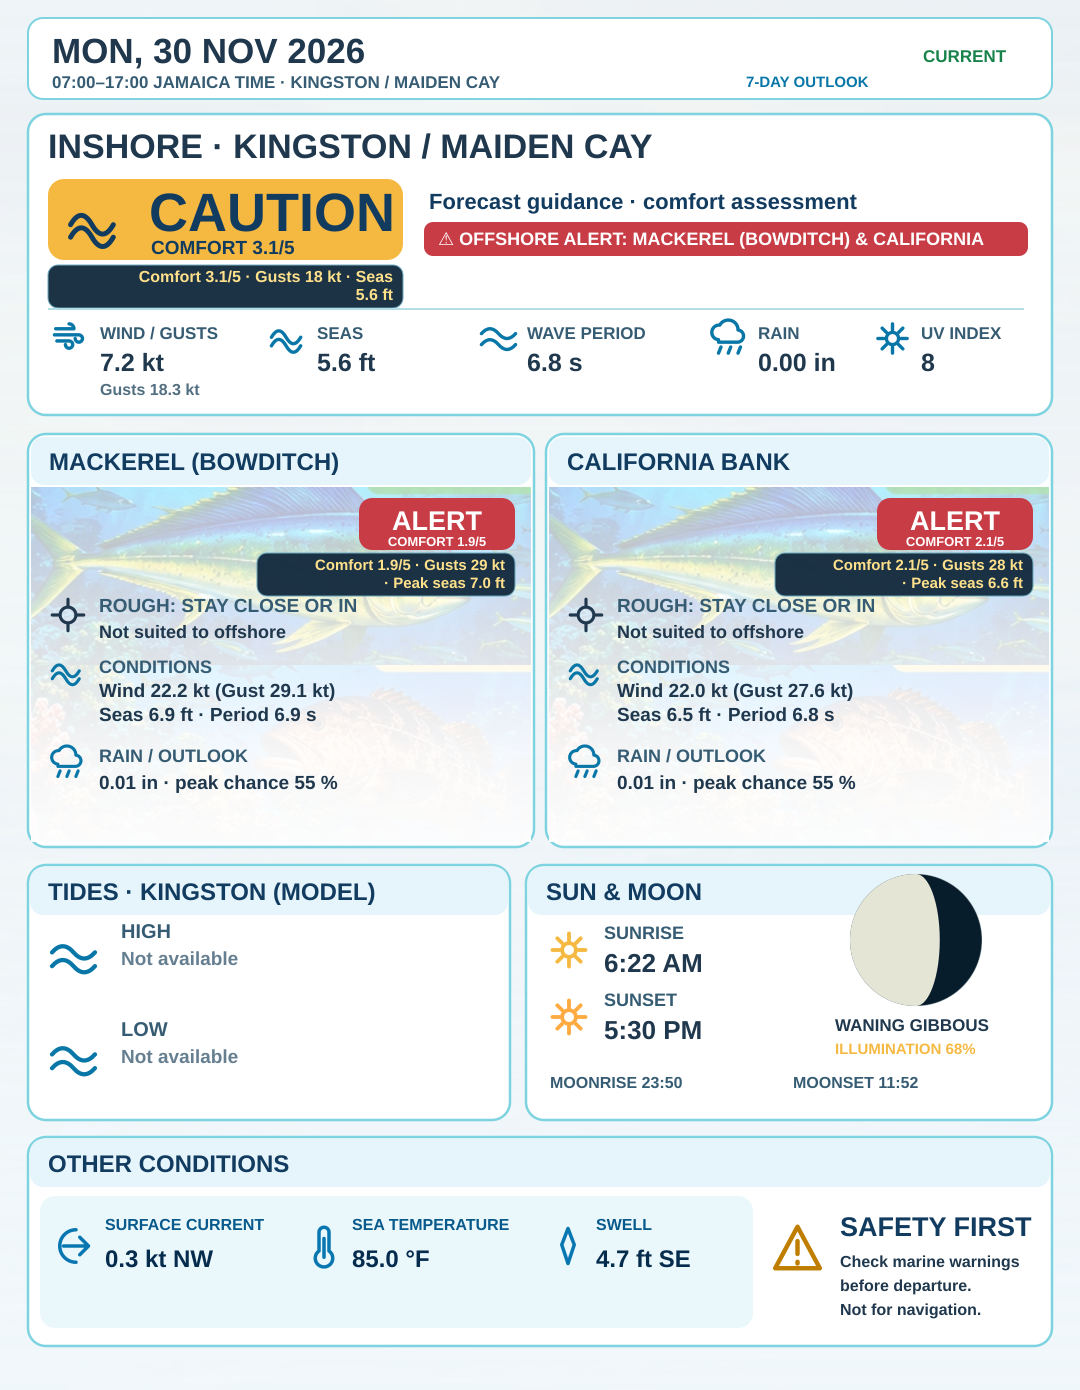 MON, 30 NOV 2026
07:00–17:00 JAMAICA TIME · KINGSTON / MAIDEN CAY
CURRENT
7-DAY OUTLOOK
INSHORE · KINGSTON / MAIDEN CAY
CAUTION
COMFORT 3.1/5
Comfort 3.1/5 · Gusts 18 kt · Seas
5.6 ft
Forecast guidance · comfort assessment
⚠ OFFSHORE ALERT: MACKEREL (BOWDITCH) & CALIFORNIA
WIND / GUSTS
7.2 kt
Gusts 18.3 kt
SEAS
5.6 ft
WAVE PERIOD
6.8 s
RAIN
0.00 in
UV INDEX
8
MACKEREL (BOWDITCH)
ALERT
COMFORT 1.9/5
Comfort 1.9/5 · Gusts 29 kt
· Peak seas 7.0 ft
ROUGH: STAY CLOSE OR IN
Not suited to offshore
CONDITIONS
Wind 22.2 kt (Gust 29.1 kt)
Seas 6.9 ft · Period 6.9 s
RAIN / OUTLOOK
0.01 in · peak chance 55 %
CALIFORNIA BANK
ALERT
COMFORT 2.1/5
Comfort 2.1/5 · Gusts 28 kt
· Peak seas 6.6 ft
ROUGH: STAY CLOSE OR IN
Not suited to offshore
CONDITIONS
Wind 22.0 kt (Gust 27.6 kt)
Seas 6.5 ft · Period 6.8 s
RAIN / OUTLOOK
0.01 in · peak chance 55 %
TIDES · KINGSTON (MODEL)
HIGH
Not available
LOW
Not available
SUN & MOON
SUNRISE
6:22 AM
SUNSET
5:30 PM
WANING GIBBOUS
ILLUMINATION 68%
MOONRISE 23:50
MOONSET 11:52
OTHER CONDITIONS
SURFACE CURRENT
0.3 kt NW
SEA TEMPERATURE
85.0 °F
SWELL
4.7 ft SE
SAFETY FIRST
Check marine warnings
before departure.
Not for navigation.